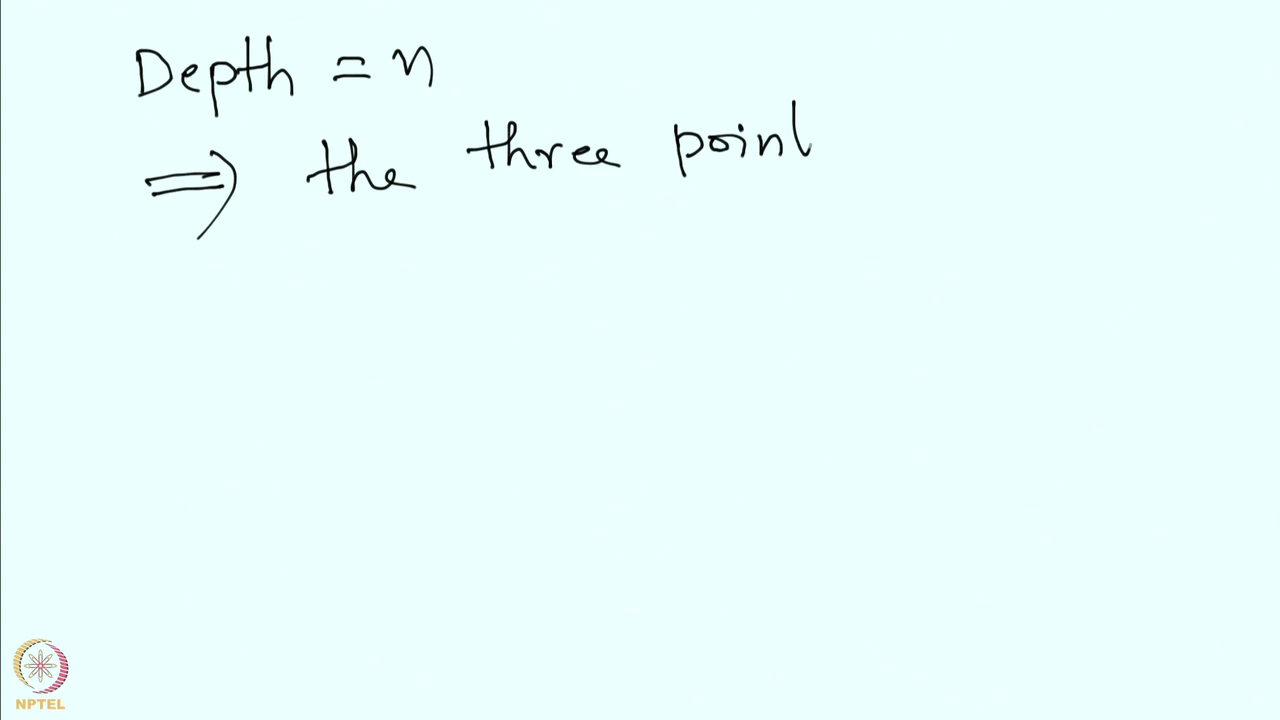 Depth = n
⇒ the three point
NPTEL